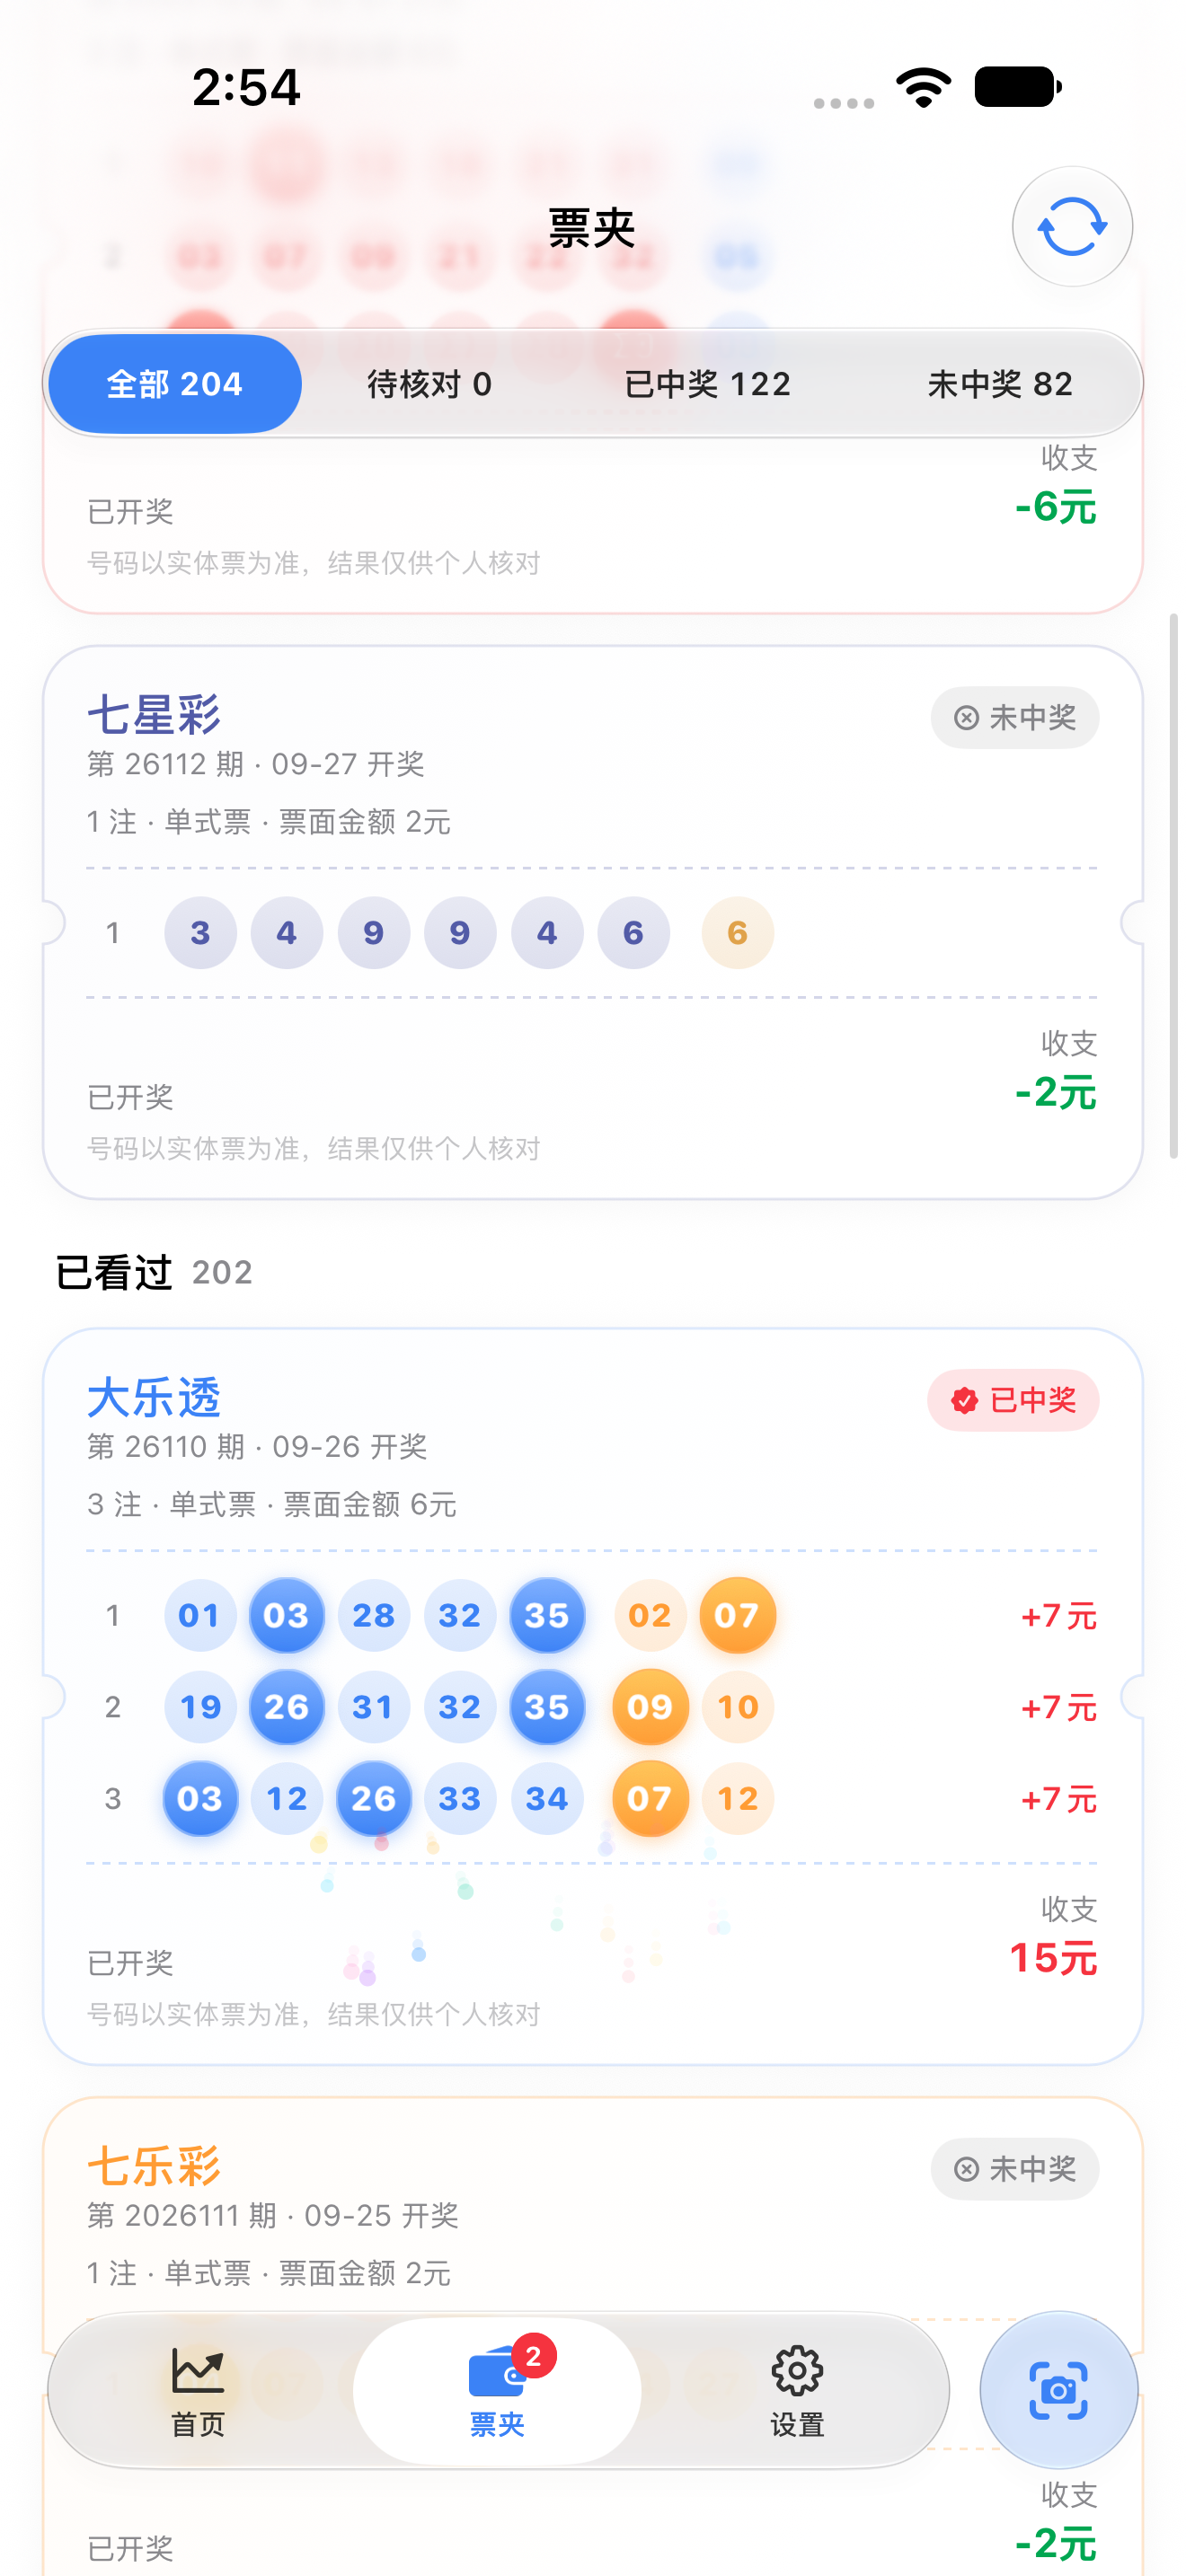 2:54
票夹
2 03 07 09 21 22 32 05
全部 204 待核对 0 已中奖 122 未中奖 82
收支
已开奖 -6元
号码以实体票为准，结果仅供个人核对
七星彩 未中奖
第 26112 期 · 09-27 开奖
1 注 · 单式票 · 票面金额 2元
1 3 4 9 9 4 6 6
收支
已开奖 -2元
号码以实体票为准，结果仅供个人核对
已看过 202
大乐透 已中奖
第 26110 期 · 09-26 开奖
3 注 · 单式票 · 票面金额 6元
1 01 03 28 32 35 02 07 +7 元
2 19 26 31 32 35 09 10 +7 元
3 03 12 26 33 34 07 12 +7 元
收支
已开奖 15元
号码以实体票为准，结果仅供个人核对
七乐彩 未中奖
第 2026111 期 · 09-25 开奖
1 注 · 单式票 · 票面金额 2元
2
首页 票夹 设置
收支
已开奖 -2元